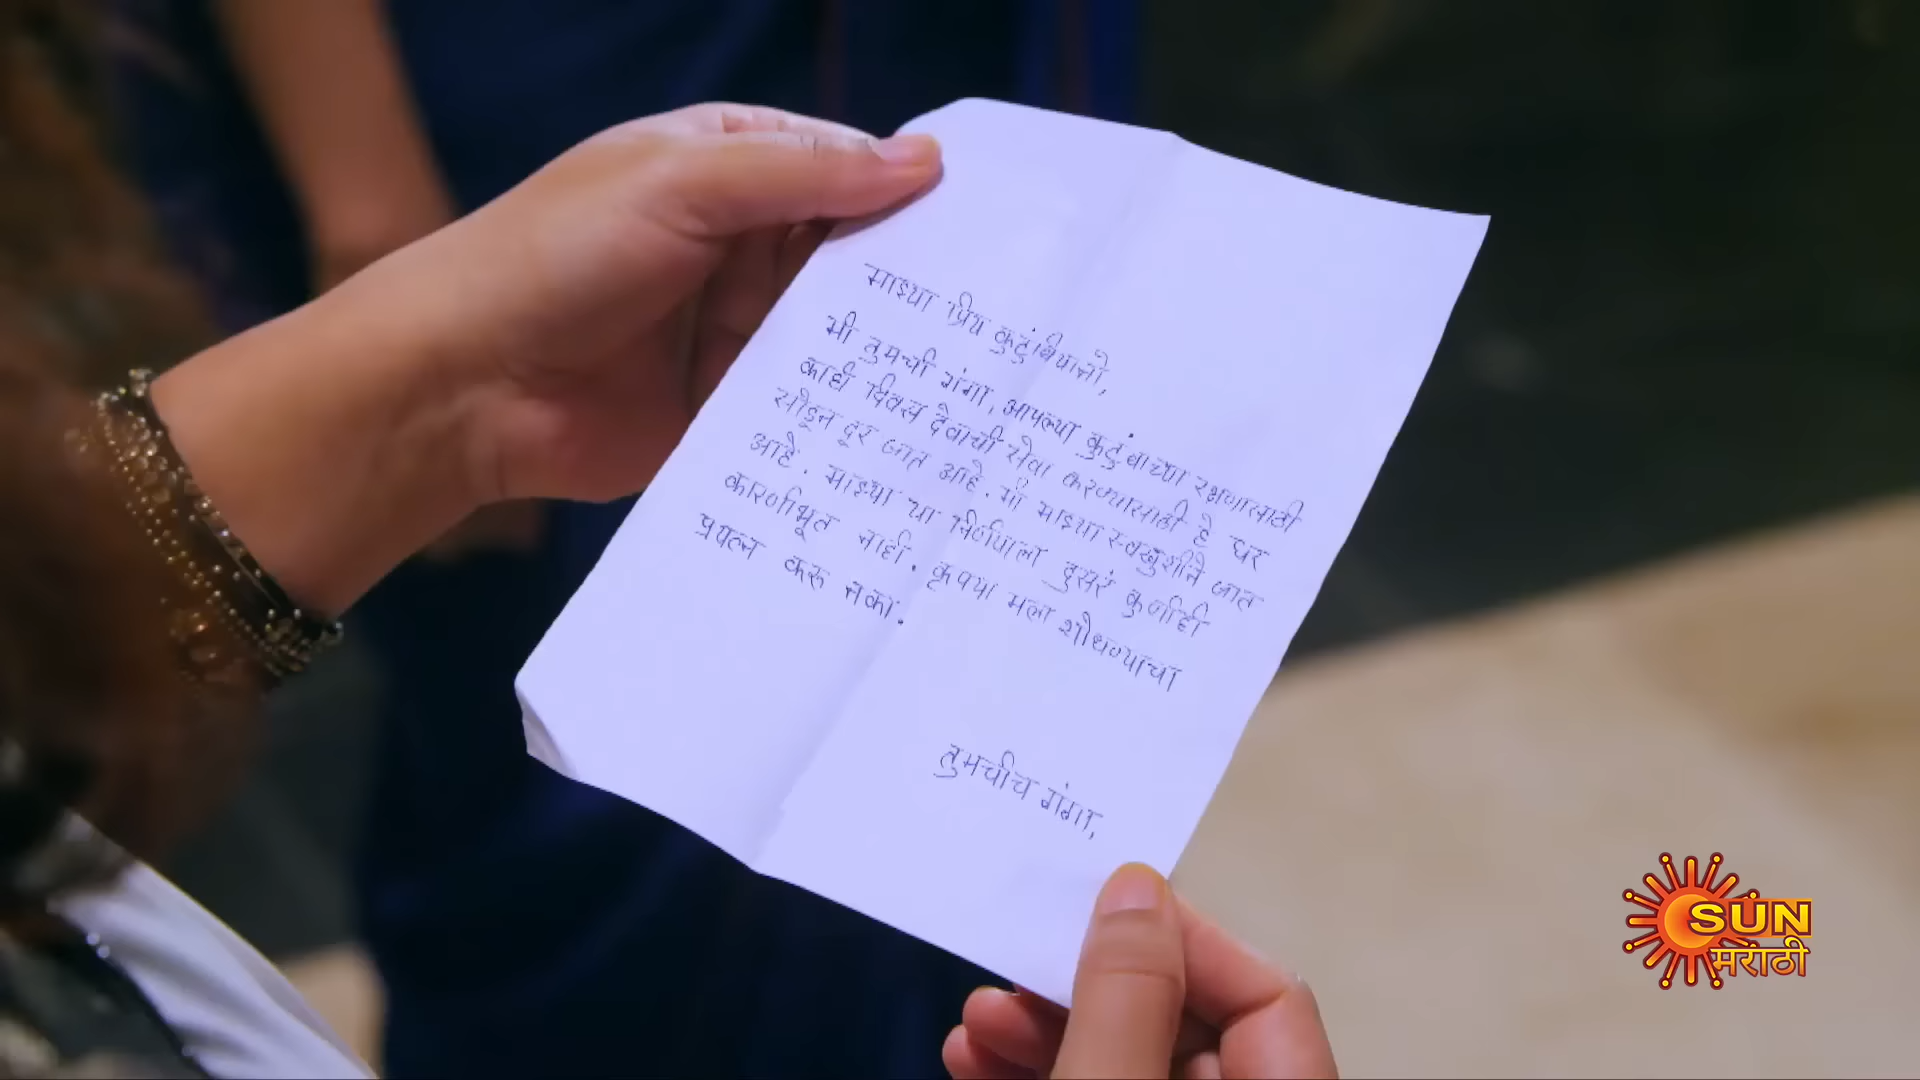 माझ्या प्रिय कुटुंबियांनो,
मी तुमची गंगा, आपल्या कुटुंबाच्या रक्षणासाठी
काही दिवस देवाची सेवा करण्यासाठी हे घर
सोडून दूर जात आहे. मी माझ्या स्वखुशीने जात
आहे. माझ्या या निर्णयाला दुसरं कुणीही
कारणीभूत नाही. कृपया मला शोधण्याचा
प्रयत्न करू नका.
तुमचीच गंगा,
SUN
मराठी